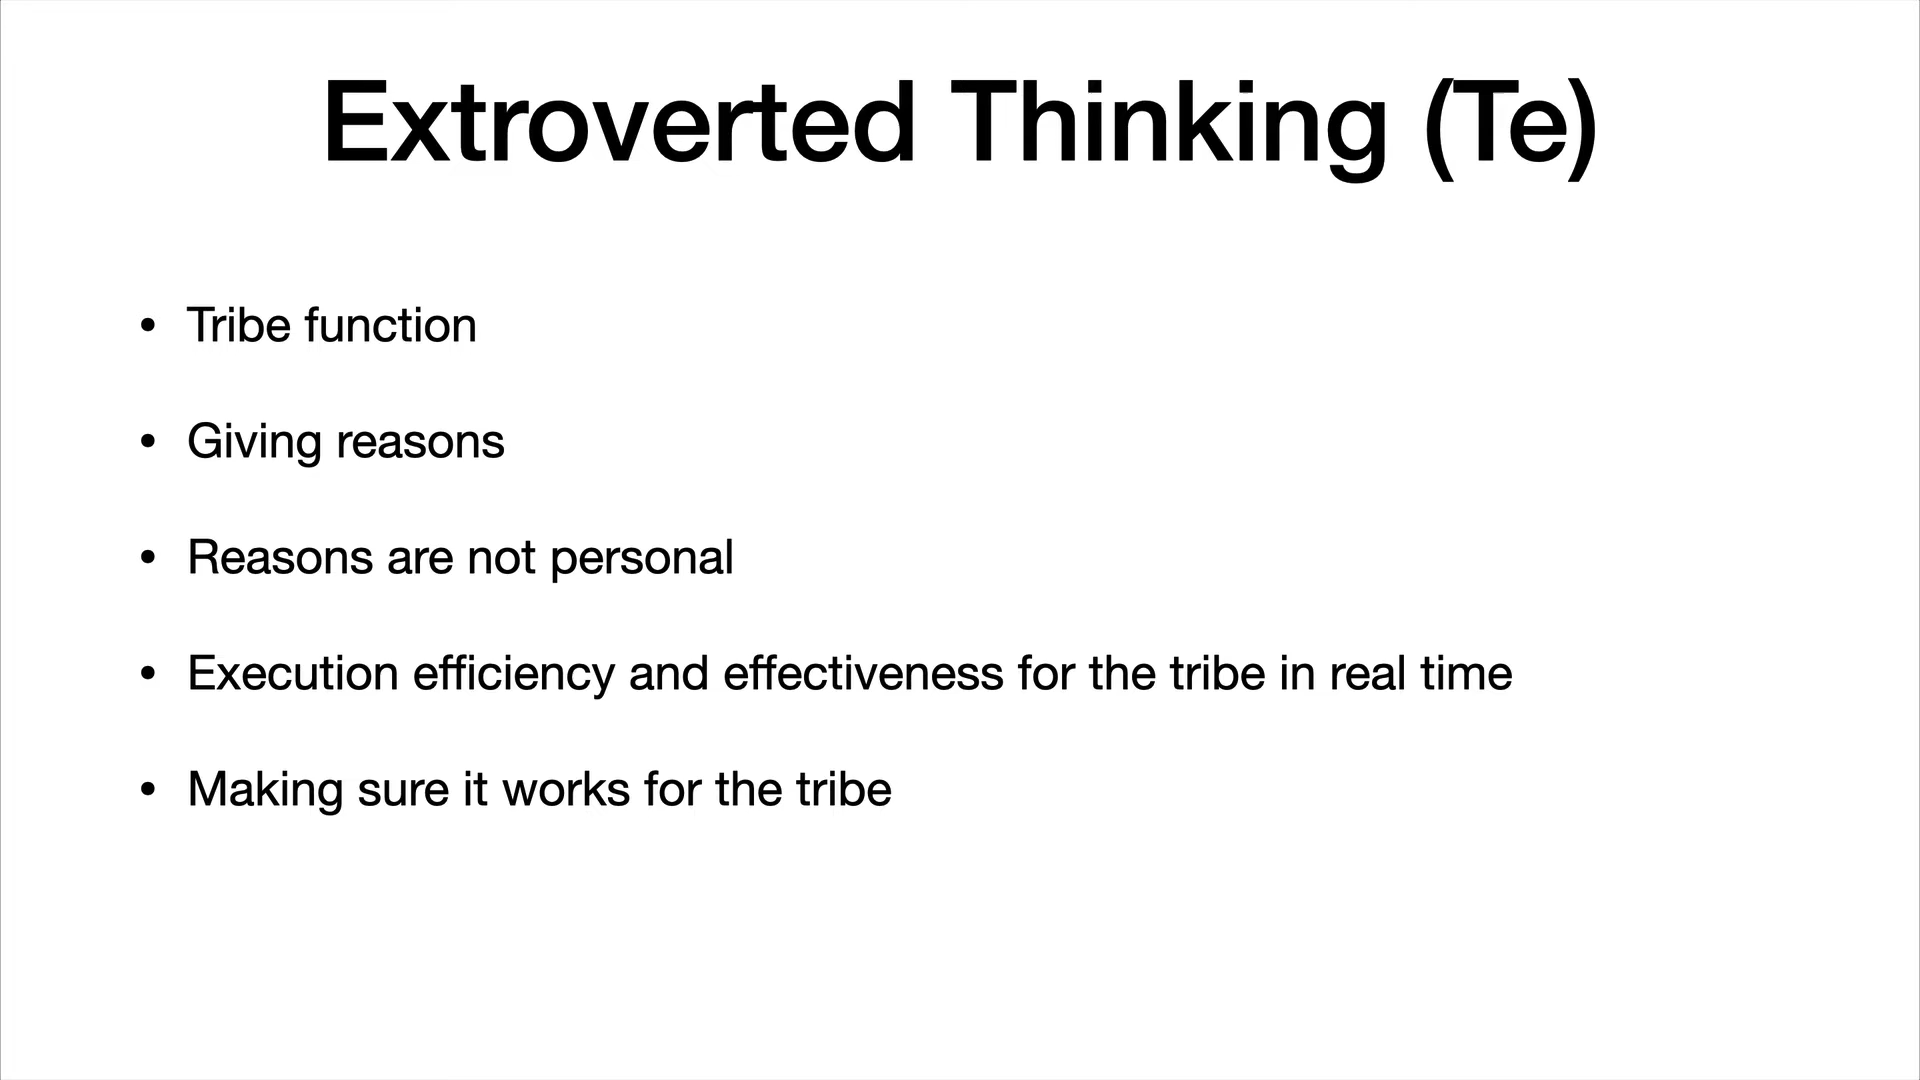 Extroverted Thinking (Te)
• Tribe function
• Giving reasons
• Reasons are not personal
• Execution efficiency and effectiveness for the tribe in real time
• Making sure it works for the tribe